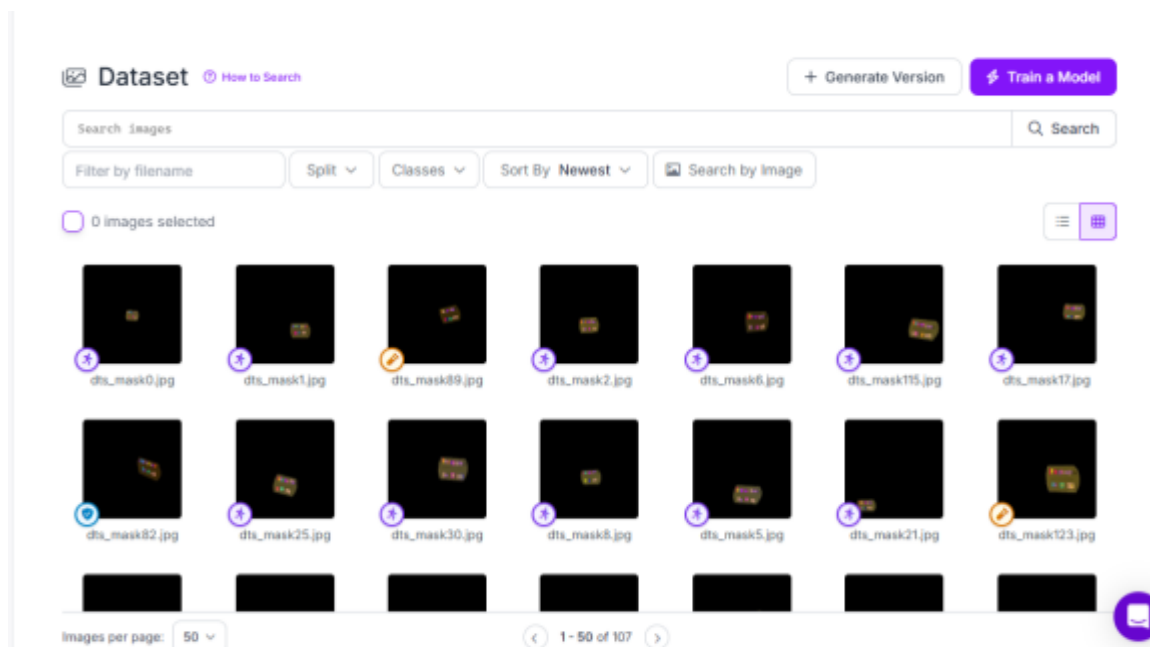 Dataset How to Search + Generate Version Train a Model
Search images Search
Filter by filename Split Classes Sort By Newest Search by Image
0 images selected
dts_mask0.jpg dts_mask1.jpg dts_mask89.jpg dts_mask2.jpg dts_mask6.jpg dts_mask115.jpg dts_mask17.jpg
dts_mask82.jpg dts_mask25.jpg dts_mask30.jpg dts_mask8.jpg dts_mask5.jpg dts_mask21.jpg dts_mask123.jpg
Images per page: 50 1 - 50 of 107